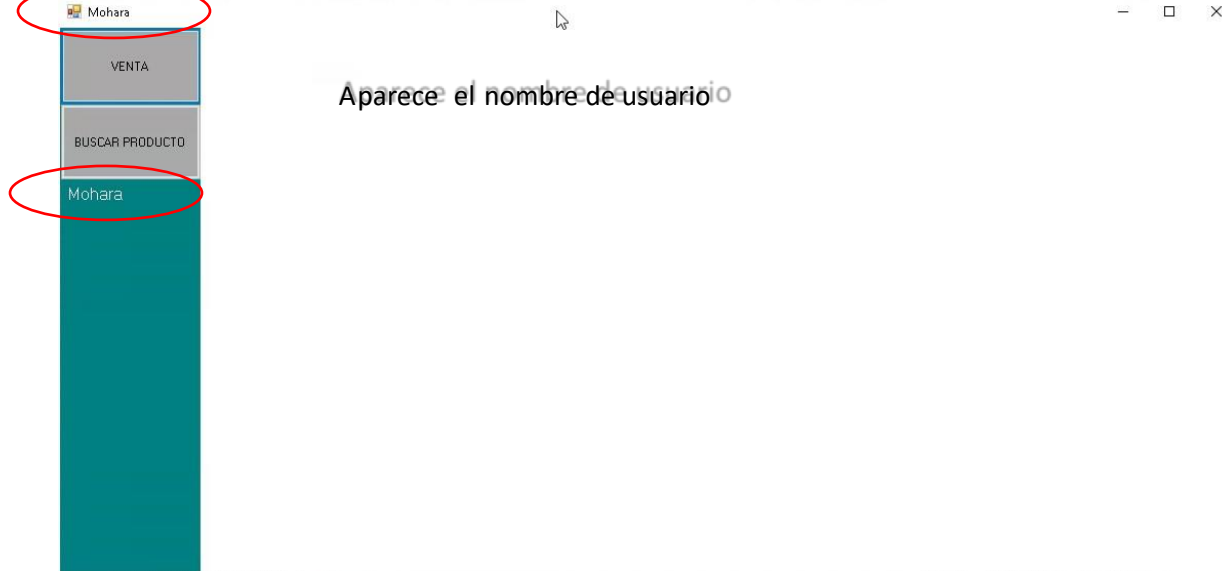 Mohara
VENTA
Aparece el nombre de usuario
BUSCAR PRODUCTO
Mohara